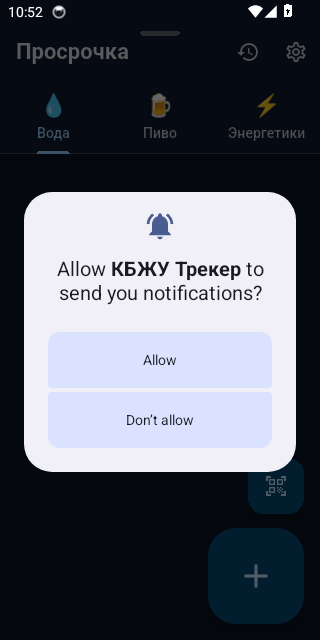 10:52
Просрочка
Вода
Пиво
Энергетики
Allow КБЖУ Трекер to
send you notifications?
Allow
Don't allow